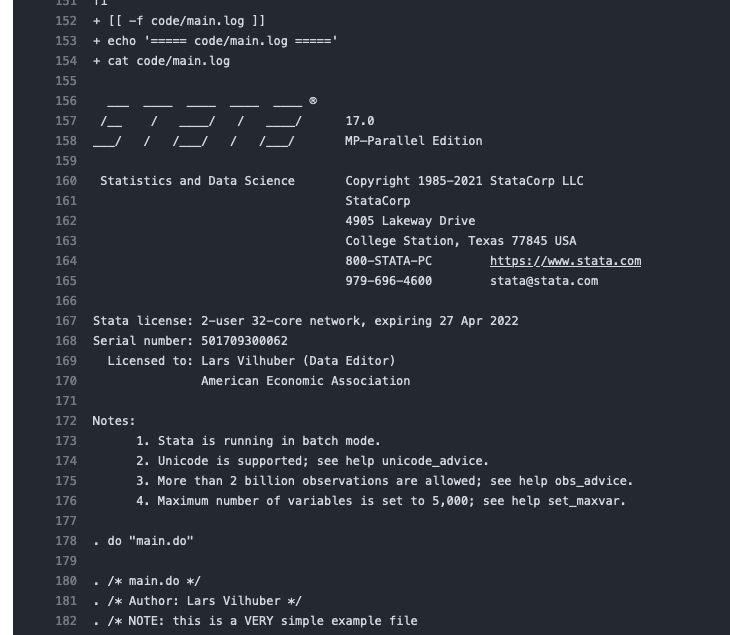 151 fi
152 + [[ -f code/main.log ]]
153 + echo '===== code/main.log ====='
154 + cat code/main.log
155
156 ___ ____ ____ ____ ____ ®
157 /__ / ____/ / ____/ 17.0
158 ___/ / /___/ / /___/ MP—Parallel Edition
159
160 Statistics and Data Science Copyright 1985-2021 StataCorp LLC
161 StataCorp
162 4905 Lakeway Drive
163 College Station, Texas 77845 USA
164 800-STATA-PC https://www.stata.com
165 979-696-4600 stata@stata.com
166
167 Stata license: 2-user 32-core network, expiring 27 Apr 2022
168 Serial number: 501709300062
169 Licensed to: Lars Vilhuber (Data Editor)
170 American Economic Association
171
172 Notes:
173 1. Stata is running in batch mode.
174 2. Unicode is supported; see help unicode_advice.
175 3. More than 2 billion observations are allowed; see help obs_advice.
176 4. Maximum number of variables is set to 5,000; see help set_maxvar.
177
178 . do "main.do"
179
180 . /* main.do */
181 . /* Author: Lars Vilhuber */
182 . /* NOTE: this is a VERY simple example file